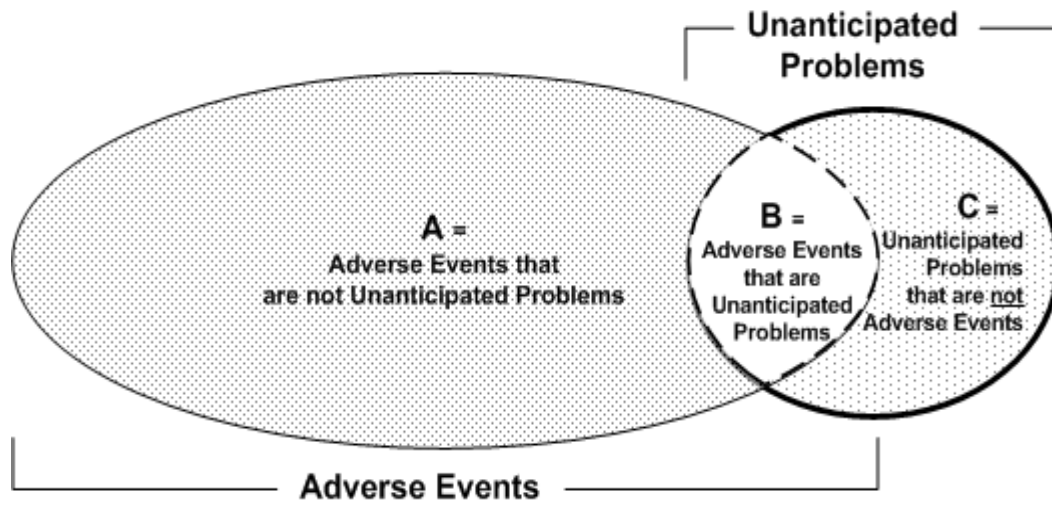 Unanticipated
Problems
A =
Adverse Events that
are not Unanticipated Problems
B =
Adverse Events
that are
Unanticipated
Problems
C =
Unanticipated
Problems
that are not
Adverse Events
Adverse Events